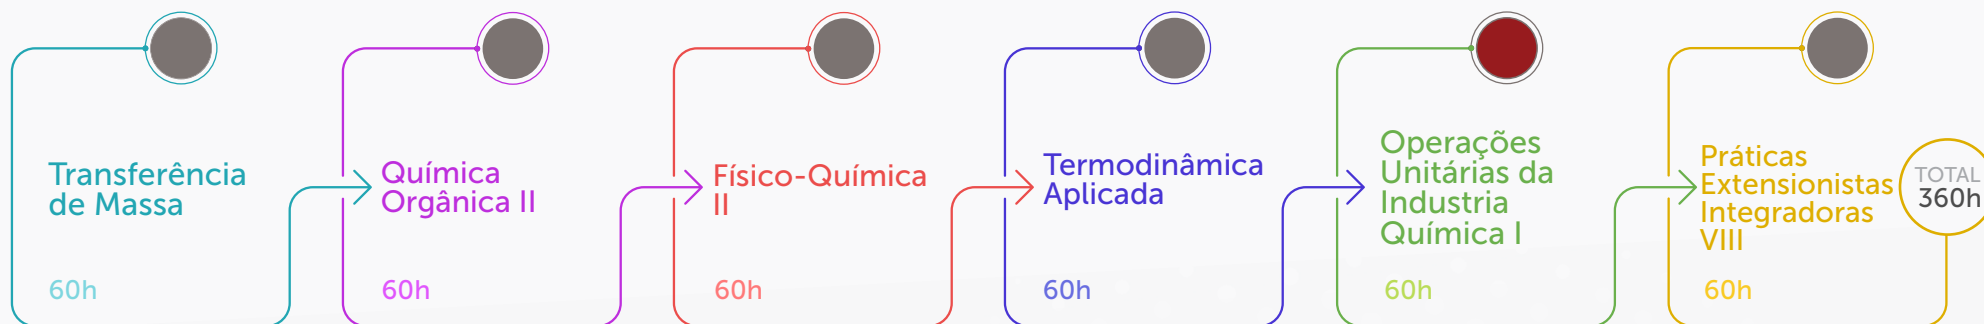 Transferência
de Massa
60h
Química
Orgânica II
60h
Físico-Química
II
60h
Termodinâmica
Aplicada
60h
Operações
Unitárias da
Industria
Química I
60h
Práticas
Extensionistas
Integradoras
VIII
60h
TOTAL
360h